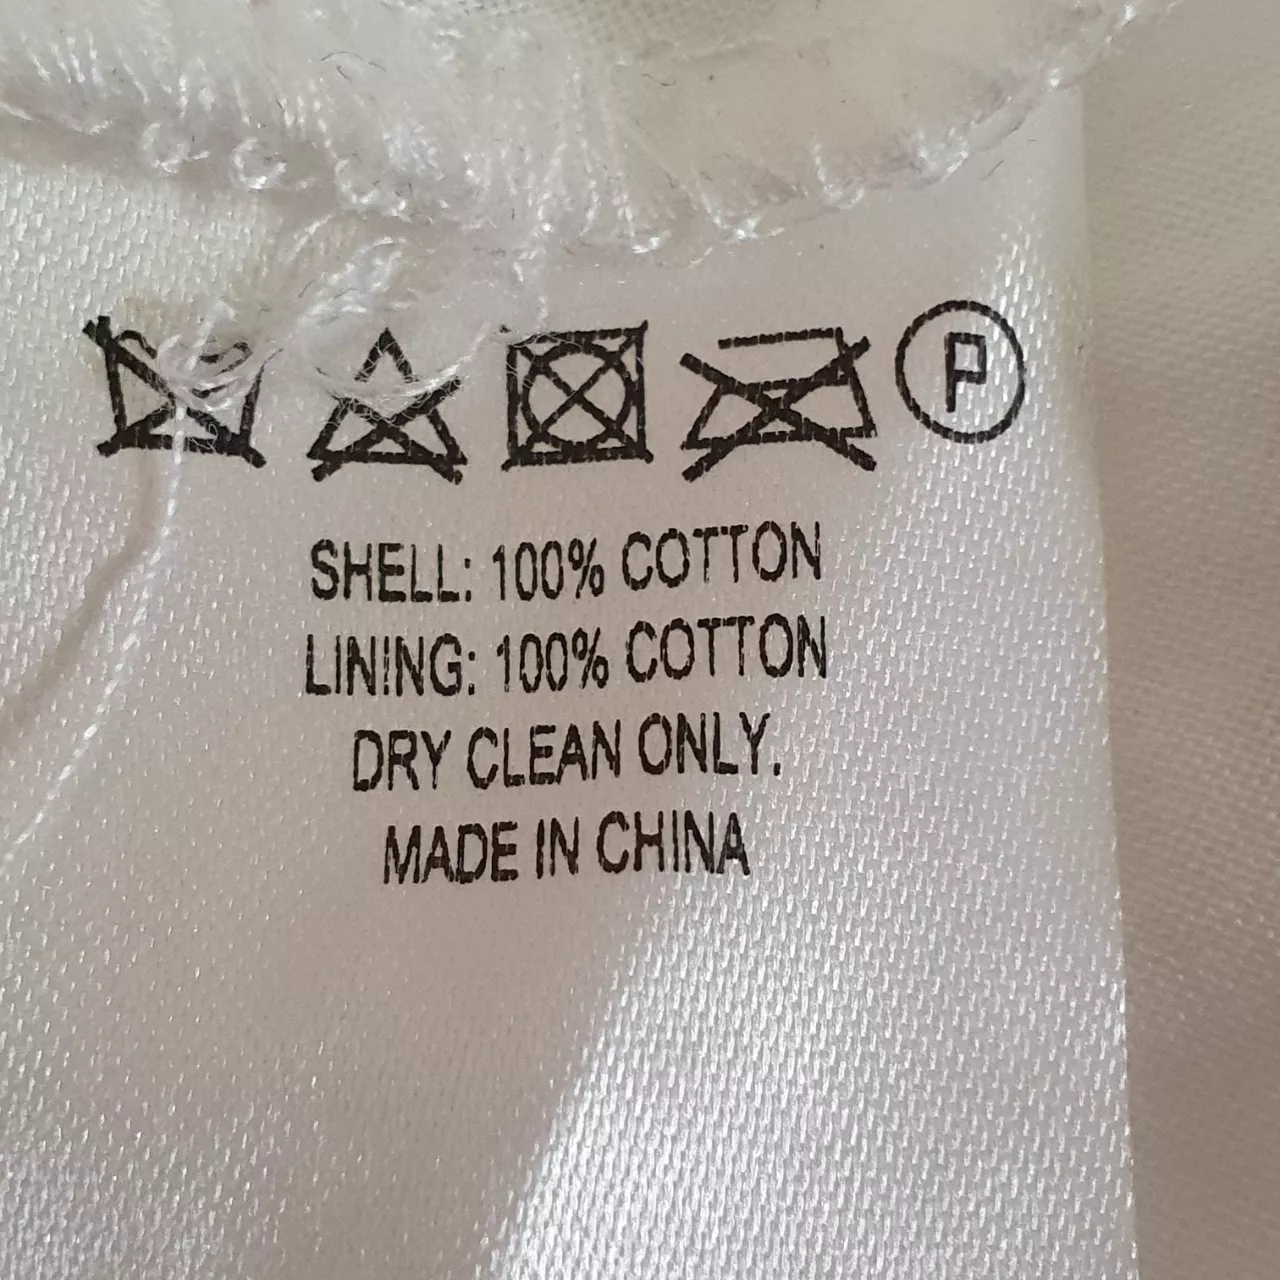 P
SHELL: 100% COTTON
LINING: 100% COTTON
DRY CLEAN ONLY.
MADE IN CHINA